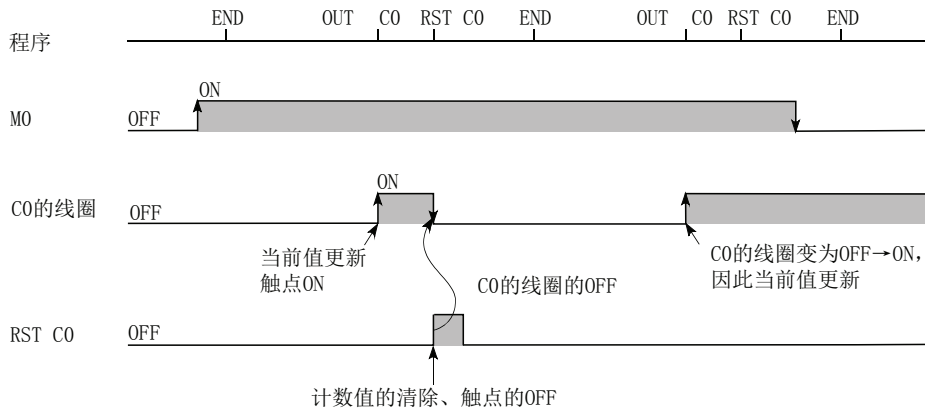 END OUT C0 RST C0 END OUT C0 RST C0 END
程序
ON
M0 OFF
ON
C0的线圈 OFF
当前值更新
触点ON
C0的线圈的OFF
C0的线圈变为OFF→ON,
因此当前值更新
RST C0 OFF
计数值的清除、触点的OFF